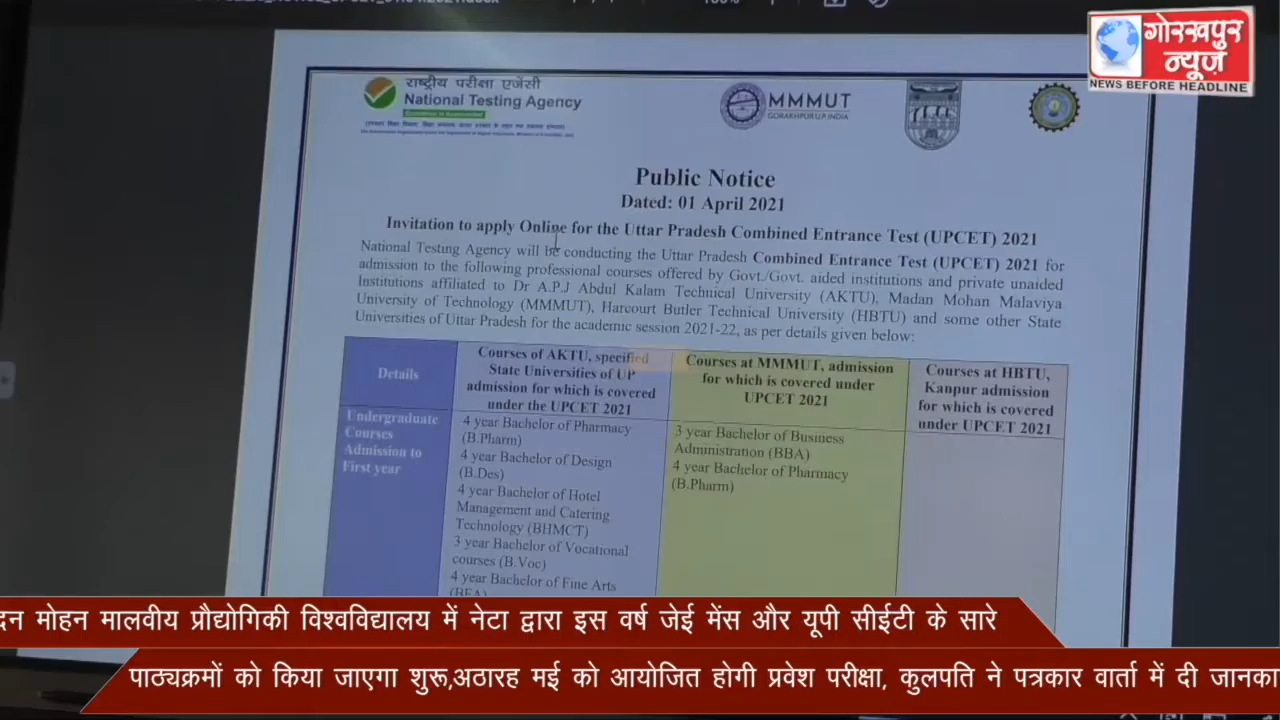 गोरखपुर
न्यूज़
NEWS BEFORE HEADLINE
राष्ट्रीय परीक्षा एजेंसी
National Testing Agency
MMMUT
GORAKHPUR U.P. INDIA
Public Notice
Dated: 01 April 2021
Invitation to apply Online for the Uttar Pradesh Combined Entrance Test (UPCET) 2021
National Testing Agency will be conducting the Uttar Pradesh Combined Entrance Test (UPCET) 2021 for
admission to the following professional courses offered by Govt./Govt. aided institutions and private unaided
Institutions affiliated to Dr A.P.J Abdul Kalam Technical University (AKTU), Madan Mohan Malaviya
University of Technology (MMMUT), Harcourt Butler Technical University (HBTU) and some other State
Universities of Uttar Pradesh for the academic session 2021-22, as per details given below:
Details
Courses of AKTU, specified
State Universities of UP
admission for which is covered
under the UPCET 2021
Courses at MMMUT, admission
for which is covered under
UPCET 2021
Courses at HBTU,
Kanpur admission
for which is covered
under UPCET 2021
Undergraduate
Courses
Admission to
First year
4 year Bachelor of Pharmacy
(B.Pharm)
4 year Bachelor of Design
(B.Des)
4 year Bachelor of Hotel
Management and Catering
Technology (BHMCT)
3 year Bachelor of Vocational
courses (B.Voc)
4 year Bachelor of Fine Arts
3 year Bachelor of Business
Administration (BBA)
4 year Bachelor of Pharmacy
(B.Pharm)
दन मोहन मालवीय प्रौद्योगिकी विश्वविद्यालय में नेटा द्वारा इस वर्ष जेई मेंस और यूपी सीईटी के सारे
पाठ्यक्रमों को किया जाएगा शुरू,अठारह मई को आयोजित होगी प्रवेश परीक्षा, कुलपति ने पत्रकार वार्ता में दी जानका